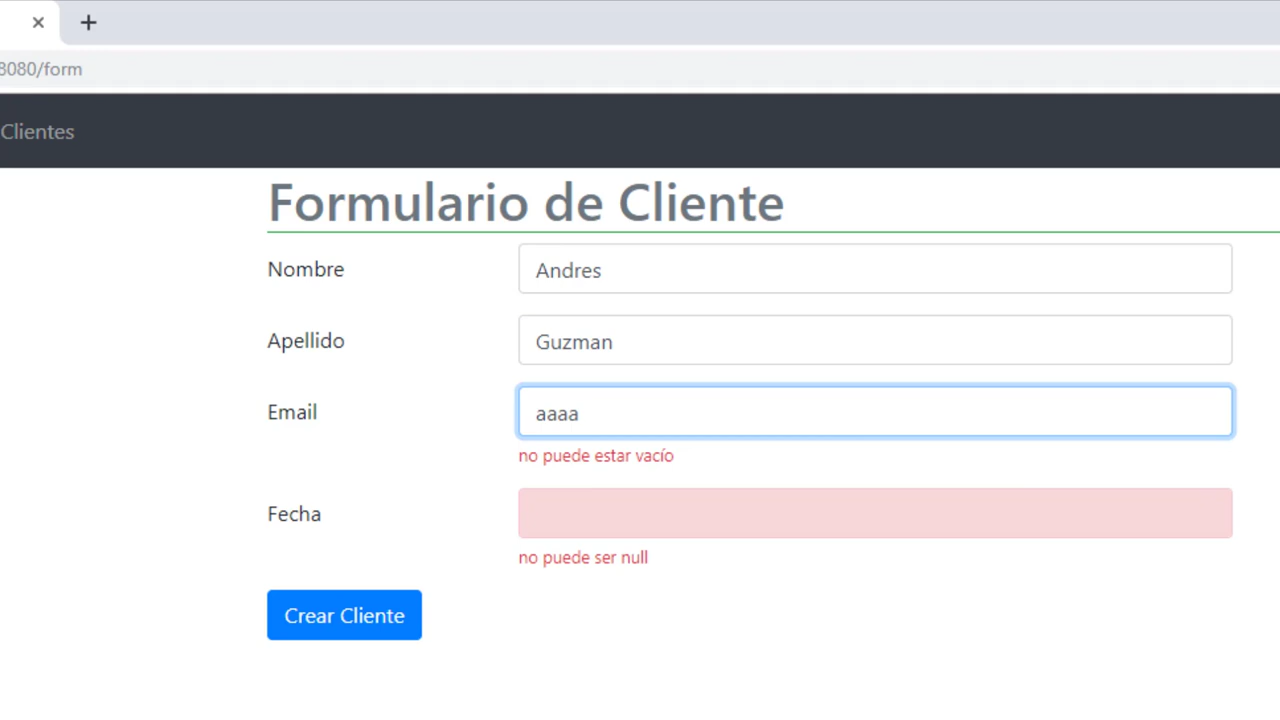 8080/form
Clientes
Formulario de Cliente
Nombre
Andres
Apellido
Guzman
Email
aaaa
no puede estar vacío
Fecha
no puede ser null
Crear Cliente